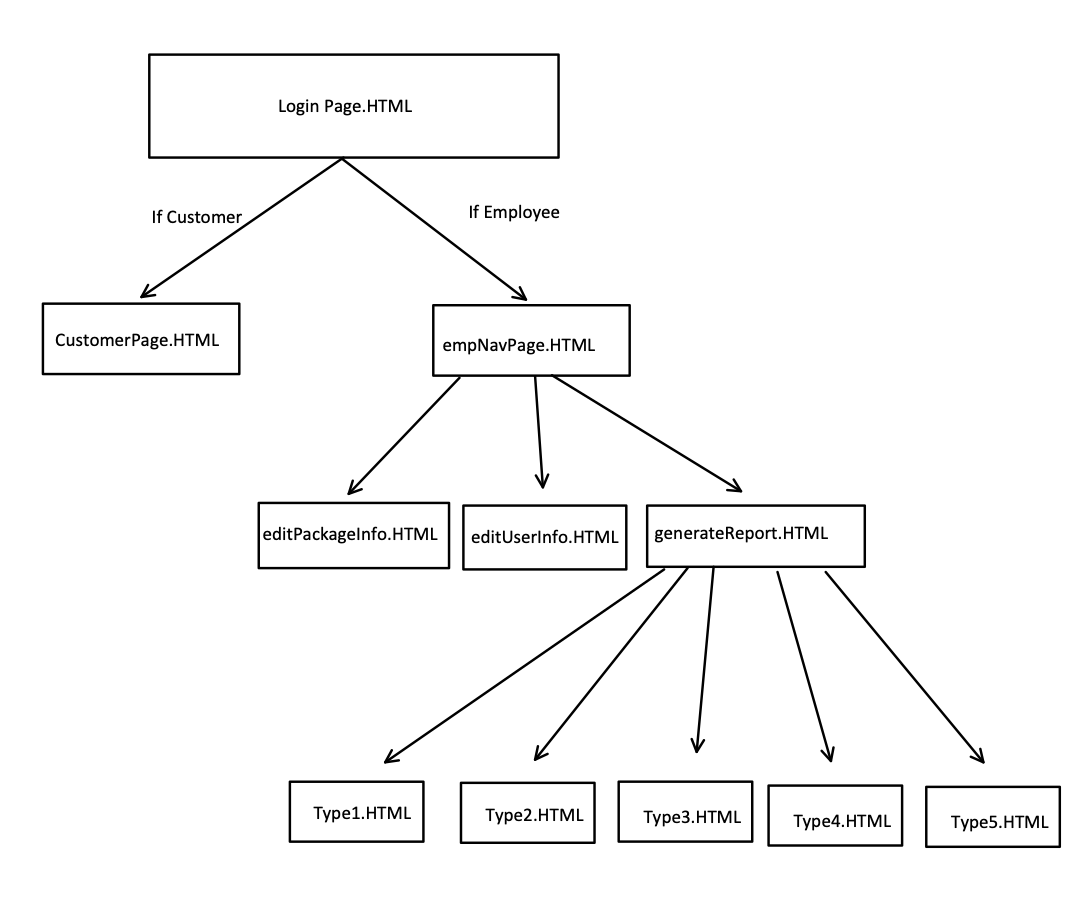 Login Page.HTML
If Customer
If Employee
CustomerPage.HTML
empNavPage.HTML
editPackageInfo.HTML
editUserInfo.HTML
generateReport.HTML
Type1.HTML
Type2.HTML
Type3.HTML
Type4.HTML
Type5.HTML